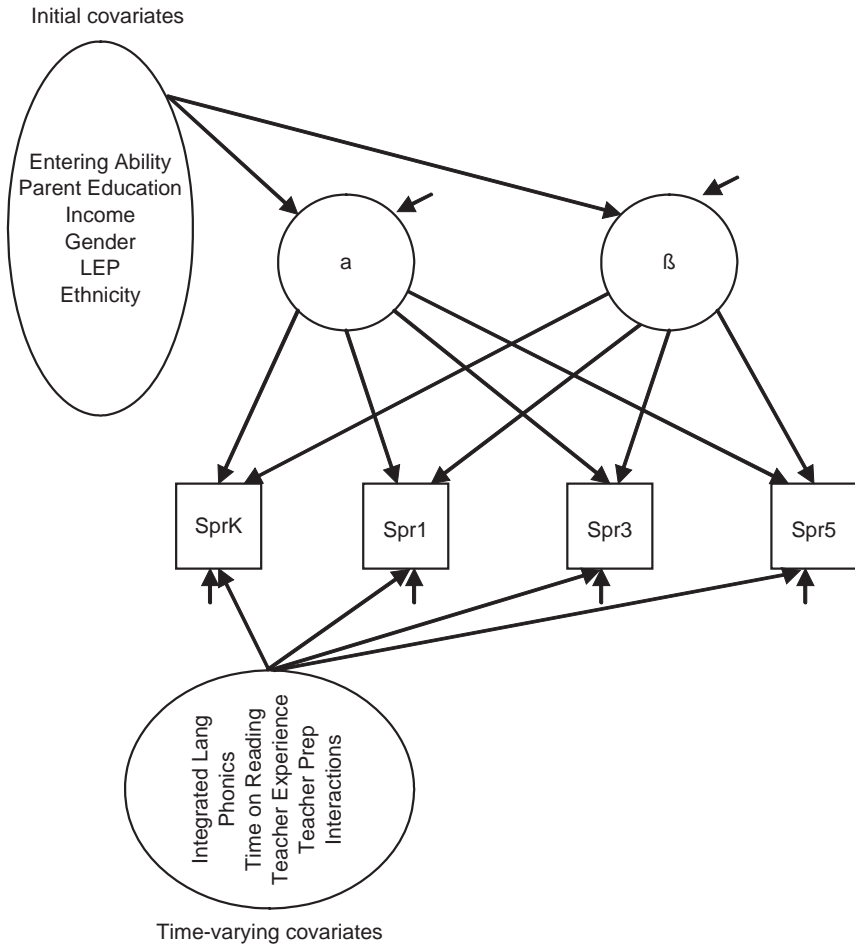 Initial covariates
Entering Ability
Parent Education
Income
Gender
LEP
Ethnicity
a
ß
SprK
Spr1
Spr3
Spr5
Integrated Lang
Phonics
Time on Reading
Teacher Experience
Teacher Prep
Interactions
Time-varying covariates